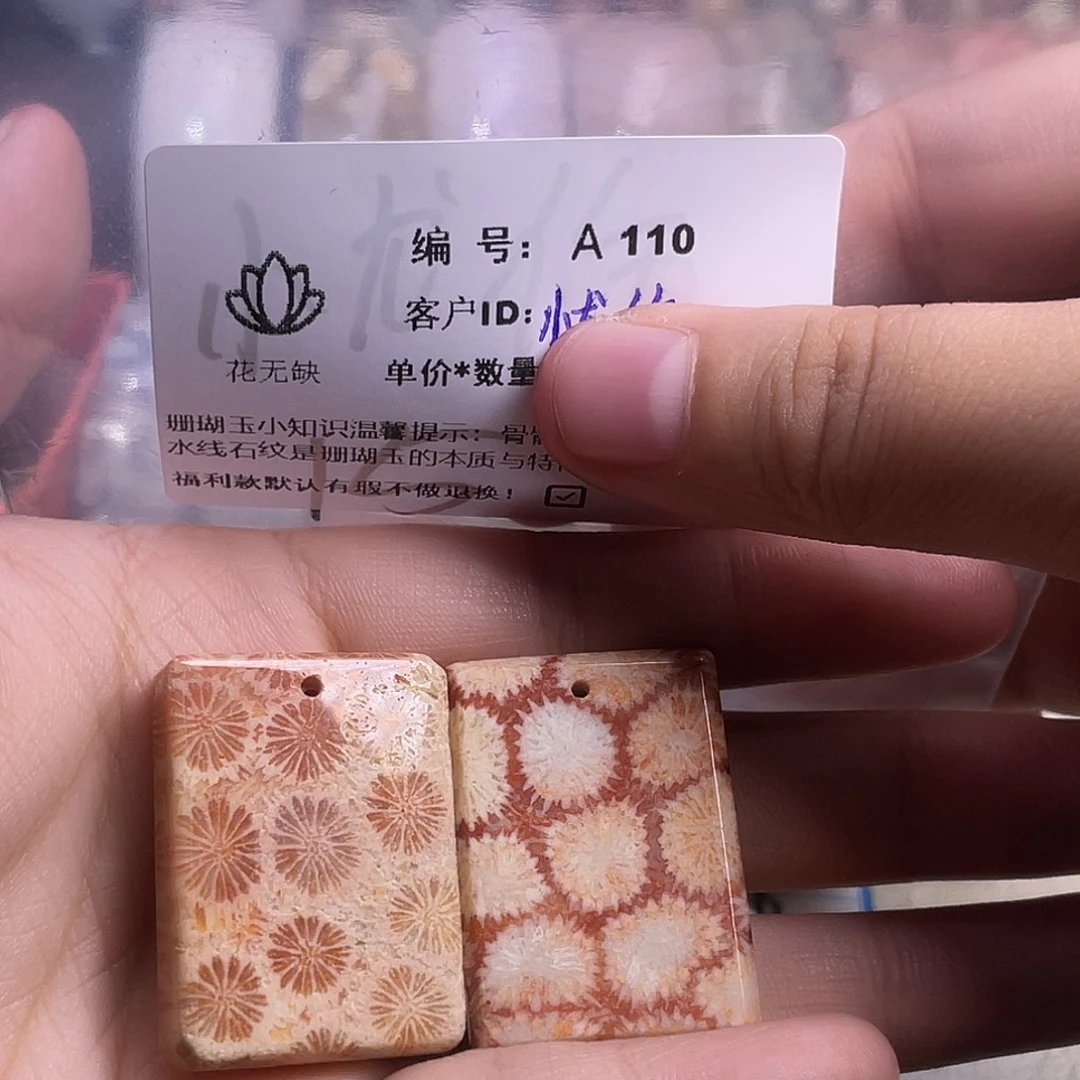 编 号: A 110
客户ID:
花无缺
单价*数量
珊瑚玉小知识温馨提示: 骨
水线石纹是珊瑚玉的本质与特
福利款默认有瑕不做退换!